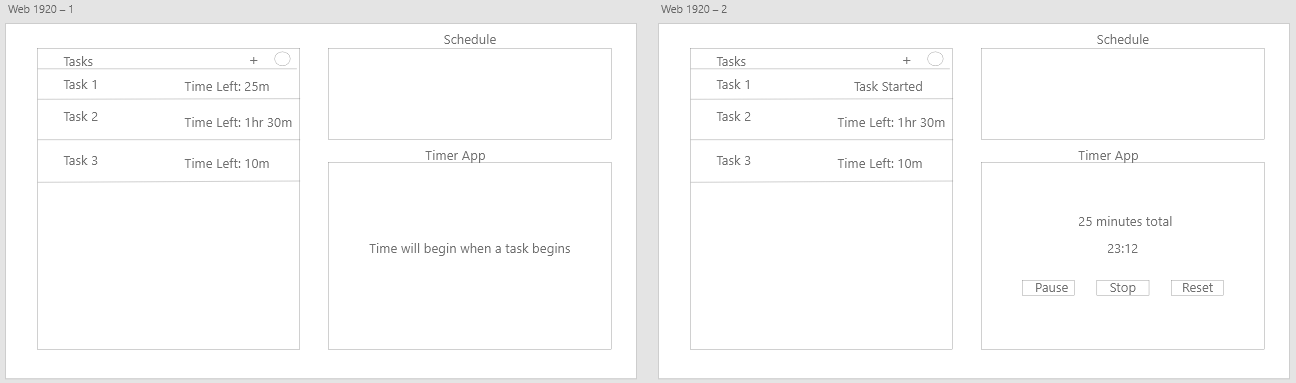 Web 1920 – 1
Tasks +
Task 1 Time Left: 25m
Task 2 Time Left: 1hr 30m
Task 3 Time Left: 10m
Schedule
Timer App
Time will begin when a task begins
Web 1920 – 2
Tasks +
Task 1 Task Started
Task 2 Time Left: 1hr 30m
Task 3 Time Left: 10m
Schedule
Timer App
25 minutes total
23:12
Pause Stop Reset